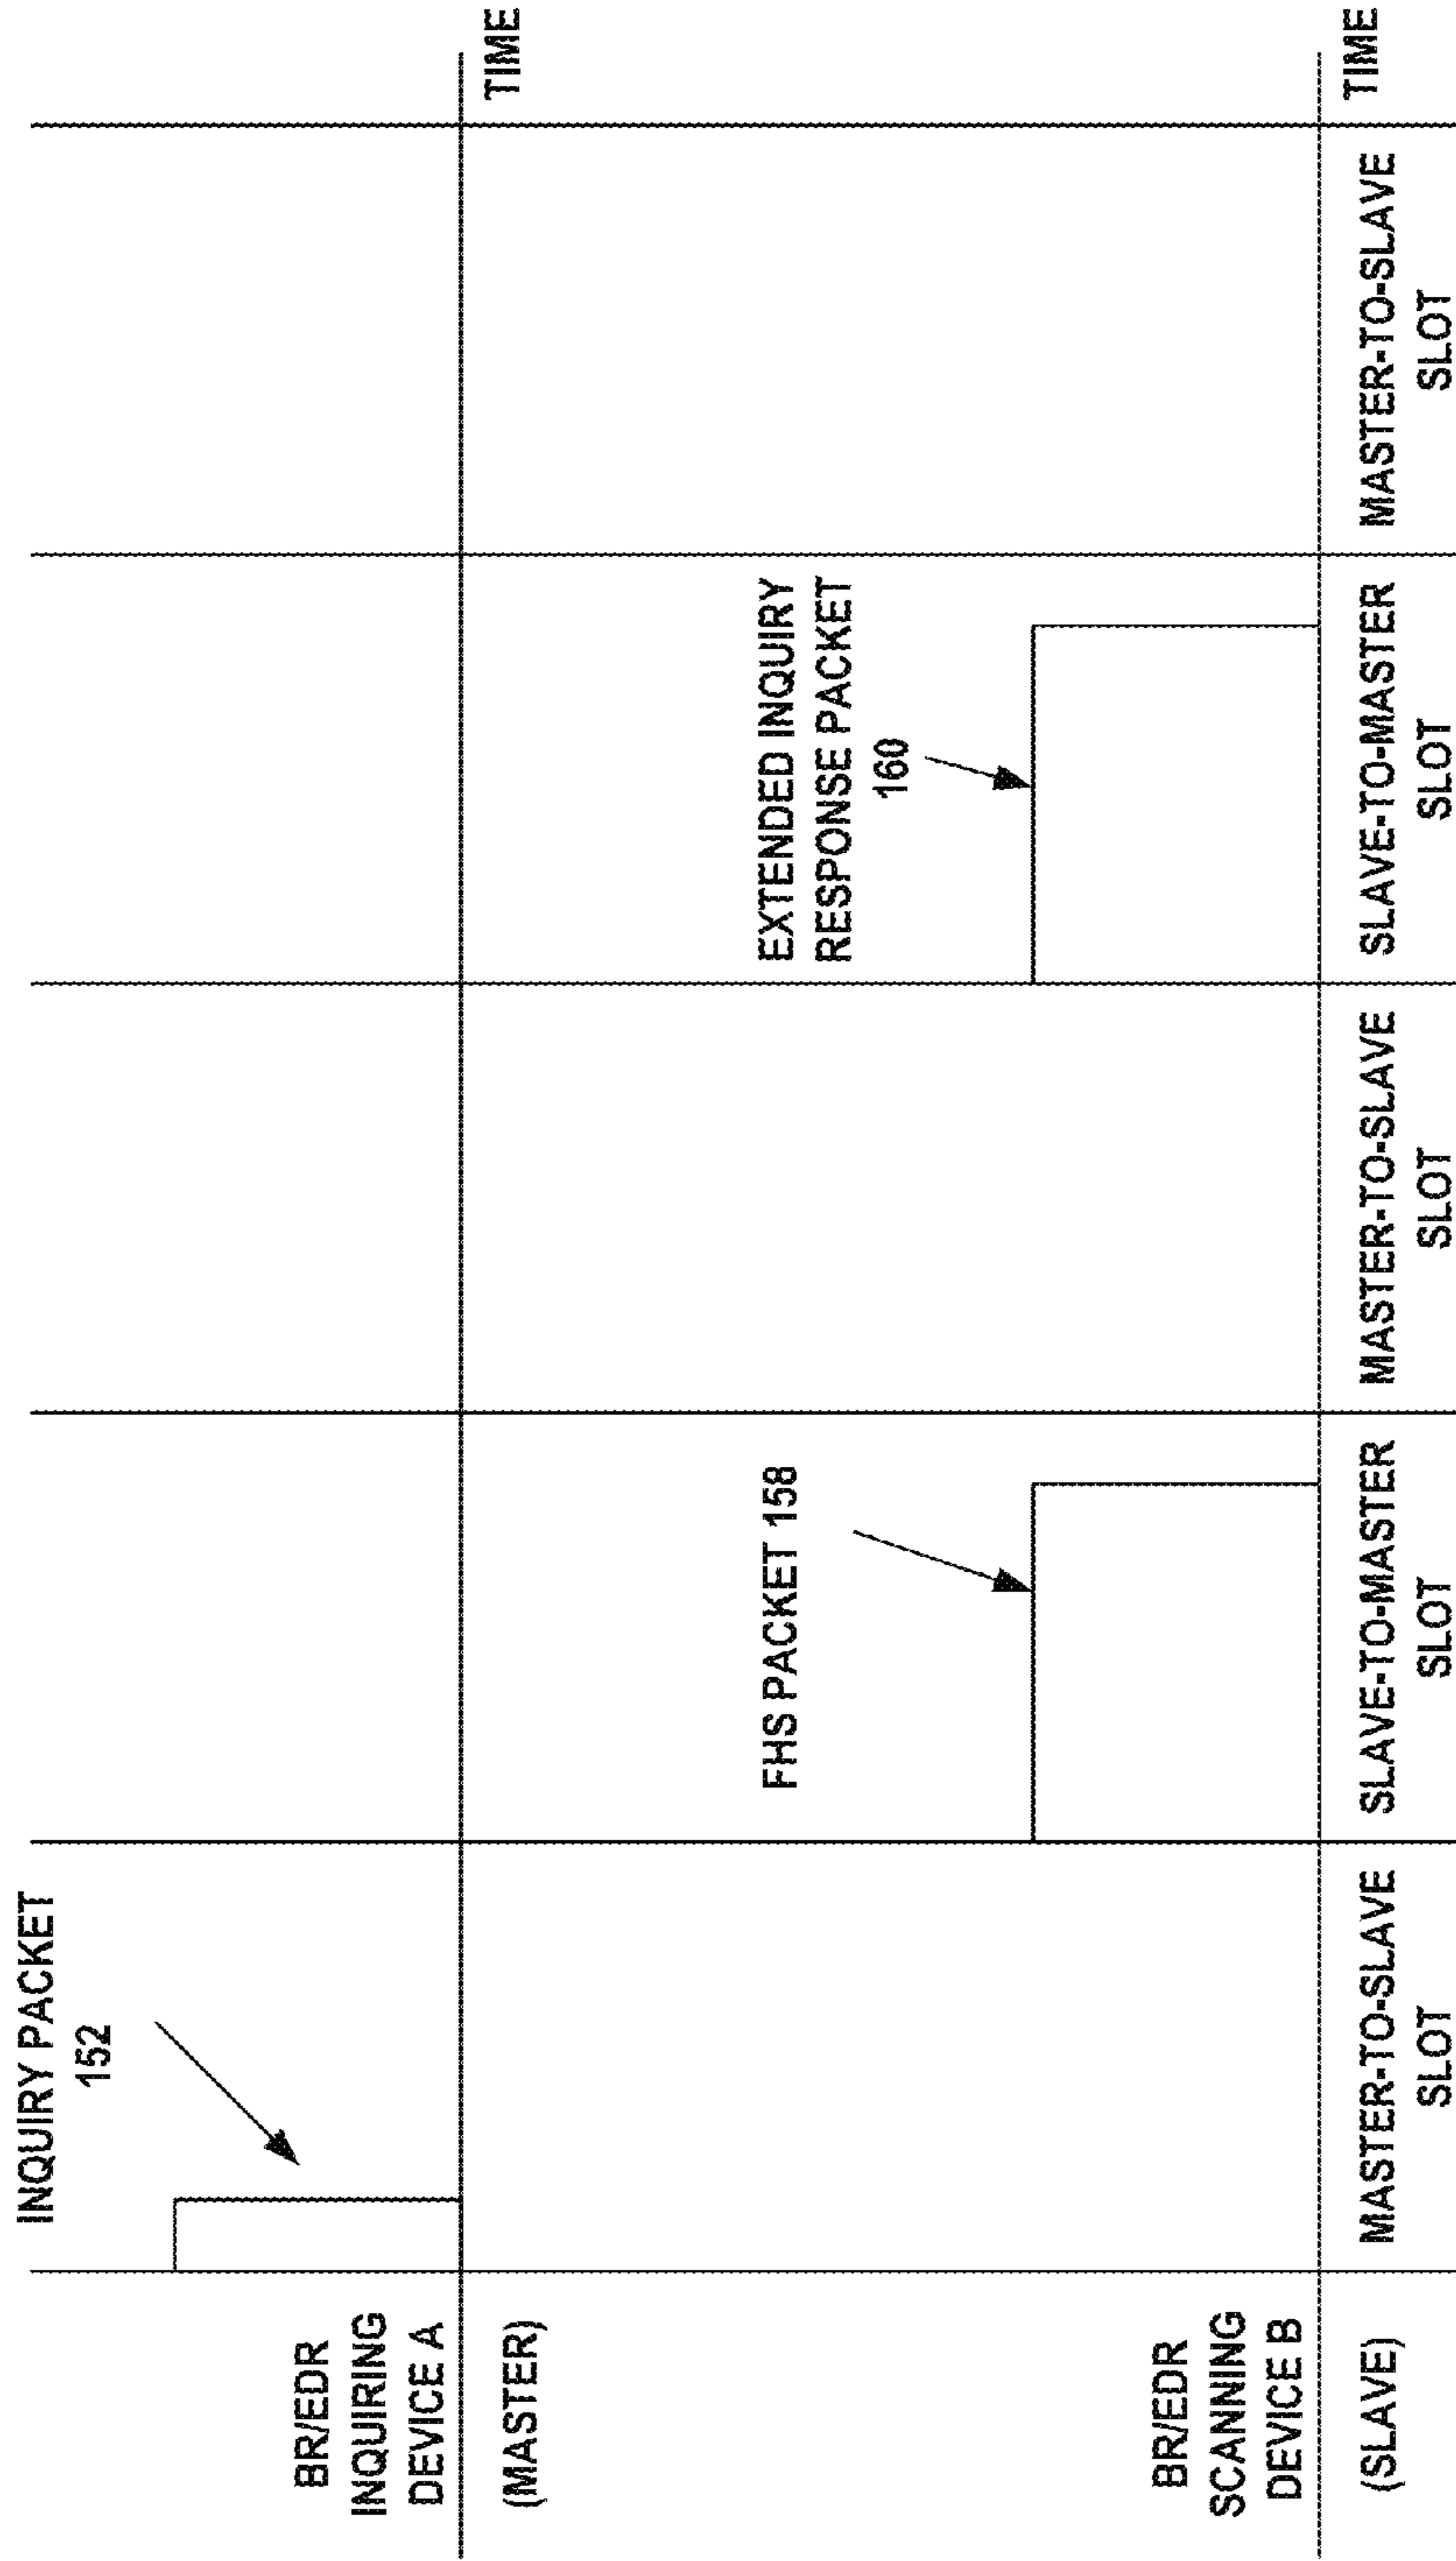 INQUIRY PACKET
152
BR/EDR
INQUIRING
DEVICE A
(MASTER)
TIME
FHS PACKET 158
EXTENDED INQUIRY
RESPONSE PACKET
160
BR/EDR
SCANNING
DEVICE B
(SLAVE)
TIME
MASTER-TO-SLAVE
SLOT
SLAVE-TO-MASTER
SLOT
MASTER-TO-SLAVE
SLOT
SLAVE-TO-MASTER
SLOT
MASTER-TO-SLAVE
SLOT